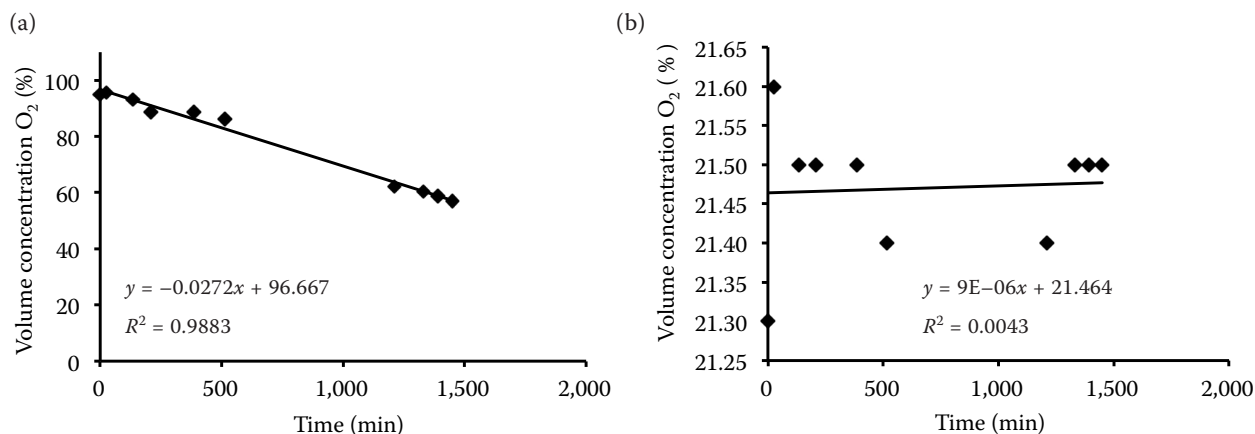 (a)
Volume concentration O₂ (%)
100
80
60
40
20
0
y = −0.0272x + 96.667
R² = 0.9883
0
500
1,000
1,500
2,000
Time (min)
(b)
Volume concentration O₂ ( % )
21.65
21.60
21.55
21.50
21.45
21.40
21.35
21.30
21.25
y = 9E−06x + 21.464
R² = 0.0043
0
500
1,000
1,500
2,000
Time (min)